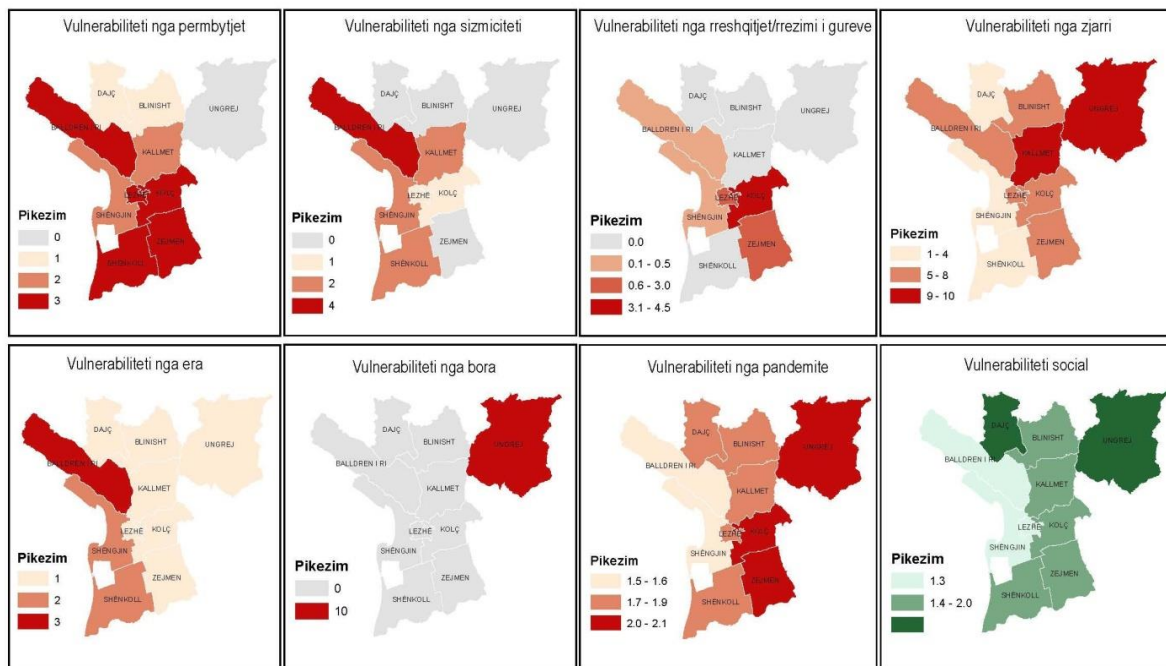 Vulnerabiliteti nga permbytjet
DAJÇ
BLINISHT
UNGREJ
BALLDREN I RI
KALLMET
LEZHË
KOLÇ
SHËNGJIN
ZEJMEN
SHËNKOLL
Pikezim
0
1
2
3
Vulnerabiliteti nga sizmiciteti
DAJÇ
BLINISHT
UNGREJ
BALLDREN I RI
KALLMET
LEZHË
KOLÇ
SHËNGJIN
ZEJMEN
SHËNKOLL
Pikezim
0
1
2
4
Vulnerabiliteti nga rreshqitjet/rrezimi i gureve
DAJÇ
BLINISHT
UNGREJ
BALLDREN I RI
KALLMET
LEZHË
KOLÇ
SHËNGJIN
ZEJMEN
SHËNKOLL
Pikezim
0.0
0.1 - 0.5
0.6 - 3.0
3.1 - 4.5
Vulnerabiliteti nga zjarri
DAJÇ
BLINISHT
UNGREJ
BALLDREN I RI
KALLMET
LEZHË
KOLÇ
SHËNGJIN
ZEJMEN
SHËNKOLL
Pikezim
1 - 4
5 - 8
9 - 10
Vulnerabiliteti nga era
DAJÇ
BLINISHT
UNGREJ
BALLDREN I RI
KALLMET
LEZHË
KOLÇ
SHËNGJIN
ZEJMEN
SHËNKOLL
Pikezim
1
2
3
Vulnerabiliteti nga bora
DAJÇ
BLINISHT
UNGREJ
BALLDREN I RI
KALLMET
LEZHË
KOLÇ
SHËNGJIN
ZEJMEN
SHËNKOLL
Pikezim
0
10
Vulnerabiliteti nga pandemite
DAJÇ
BLINISHT
UNGREJ
BALLDREN I RI
KALLMET
LEZHË
KOLÇ
SHËNGJIN
ZEJMEN
SHËNKOLL
Pikezim
1.5 - 1.6
1.7 - 1.9
2.0 - 2.1
Vulnerabiliteti social
DAJÇ
BLINISHT
UNGREJ
BALLDREN I RI
KALLMET
LEZHË
KOLÇ
SHËNGJIN
ZEJMEN
SHËNKOLL
Pikezim
1.3
1.4 - 2.0